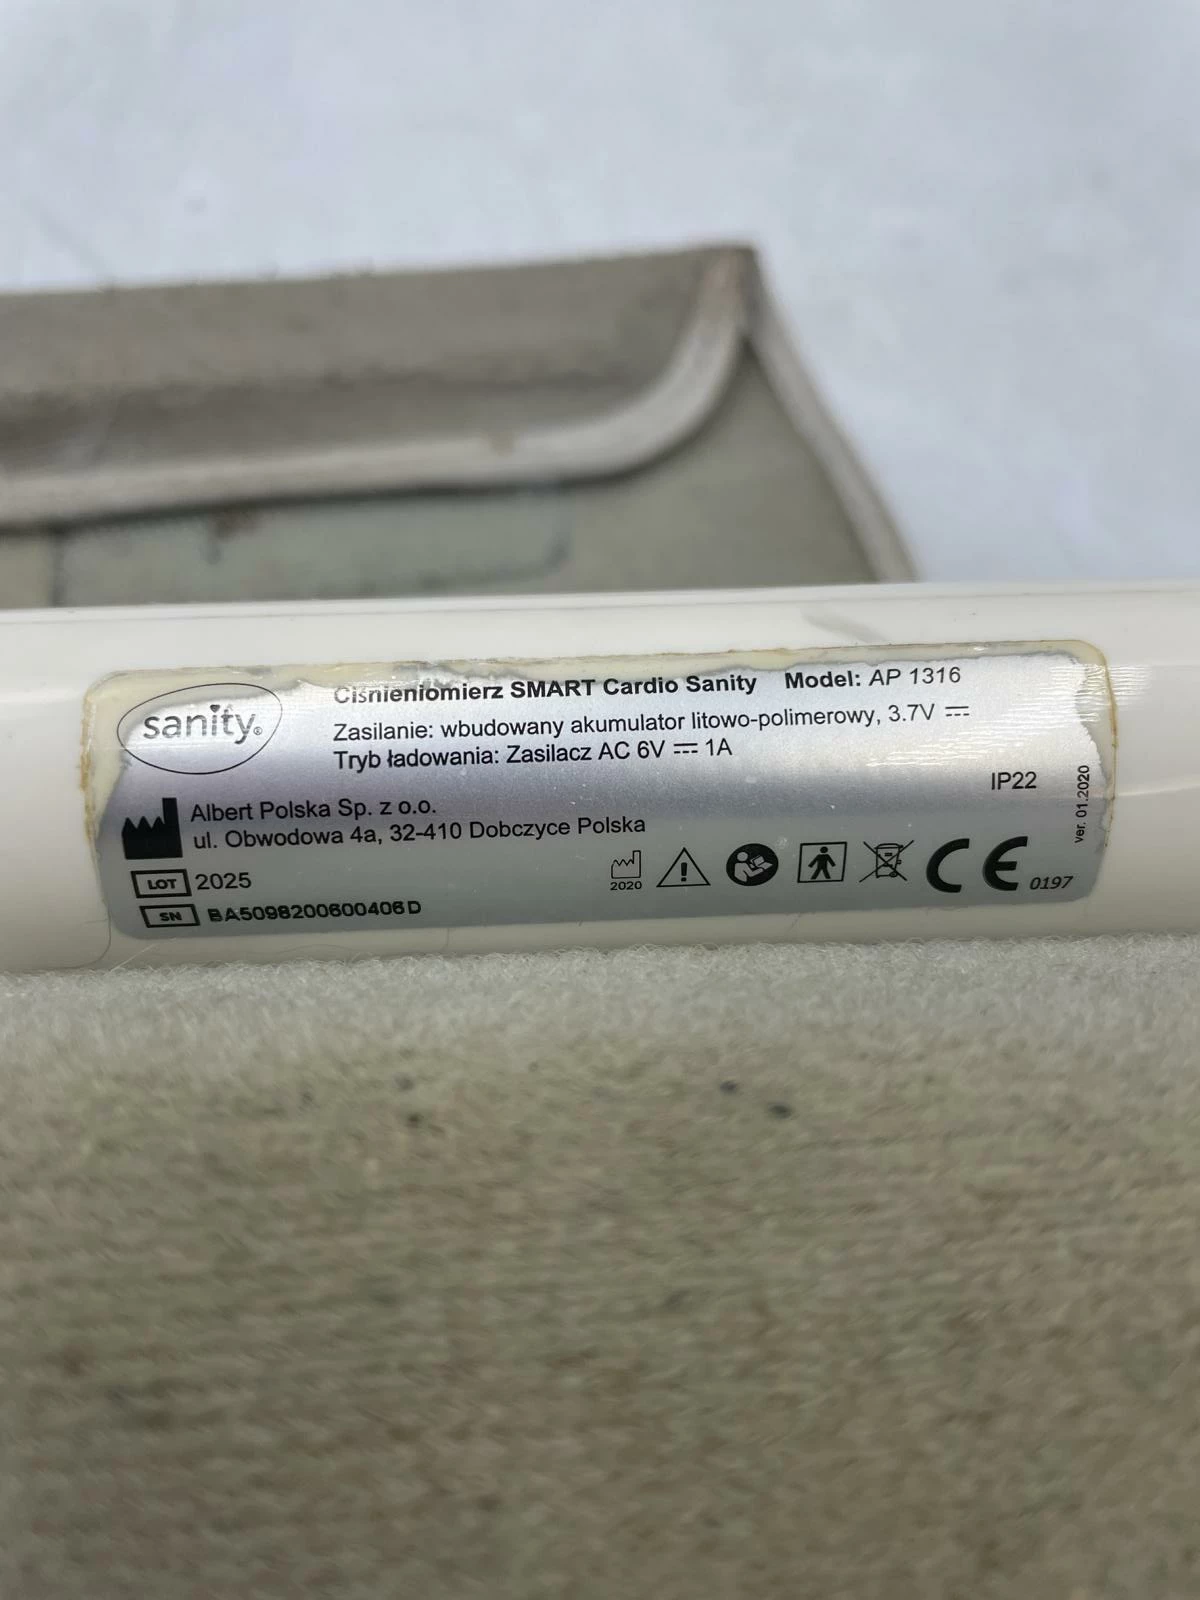 sanity®
Ciśnieniomierz SMART Cardio Sanity Model: AP 1316
Zasilanie: wbudowany akumulator litowo-polimerowy, 3.7V
Tryb ładowania: Zasilacz AC 6V 1A
IP22
ver. 01.2020
Albert Polska Sp. z o.o.
ul. Obwodowa 4a, 32-410 Dobczyce Polska
LOT 2025
SN BA5098200600406D
2020
CE 0197